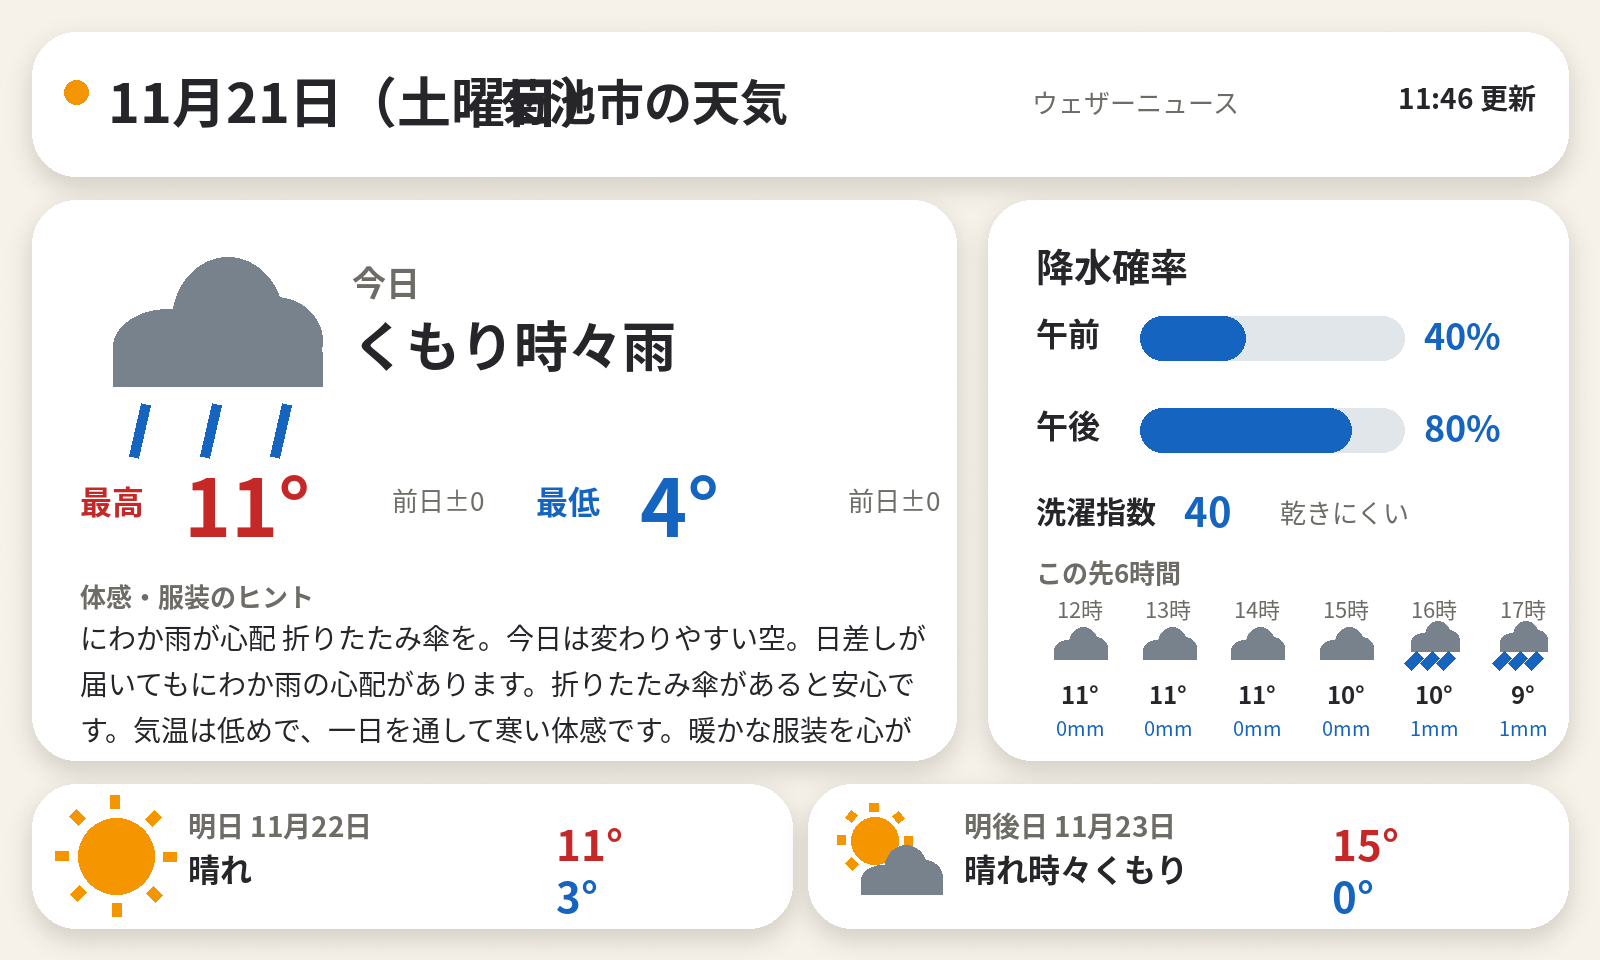 11月21日（土曜日）
菊池市の天気
ウェザーニュース
11:46 更新
今日
くもり時々雨
最高 11° 前日±0 最低 4° 前日±0
体感・服装のヒント
にわか雨が心配 折りたたみ傘を。今日は変わりやすい空。日差しが
届いてもにわか雨の心配があります。折りたたみ傘があると安心で
す。気温は低めで、一日を通して寒い体感です。暖かな服装を心が
降水確率
午前 40%
午後 80%
洗濯指数 40 乾きにくい
この先6時間
12時 13時 14時 15時 16時 17時
11° 11° 11° 10° 10° 9°
0mm 0mm 0mm 0mm 1mm 1mm
明日 11月22日
晴れ
11°
3°
明後日 11月23日
晴れ時々くもり
15°
0°